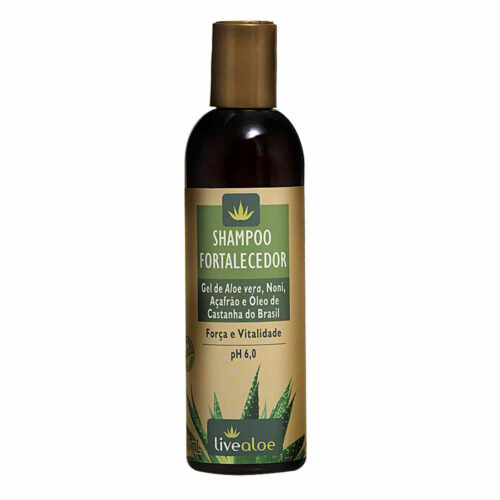 SHAMPOO
FORTALECEDOR
Gel de Aloe vera, Noni,
Açafrão e Óleo de
Castanha do Brasil
Força e Vitalidade
pH 6,0
livealoe